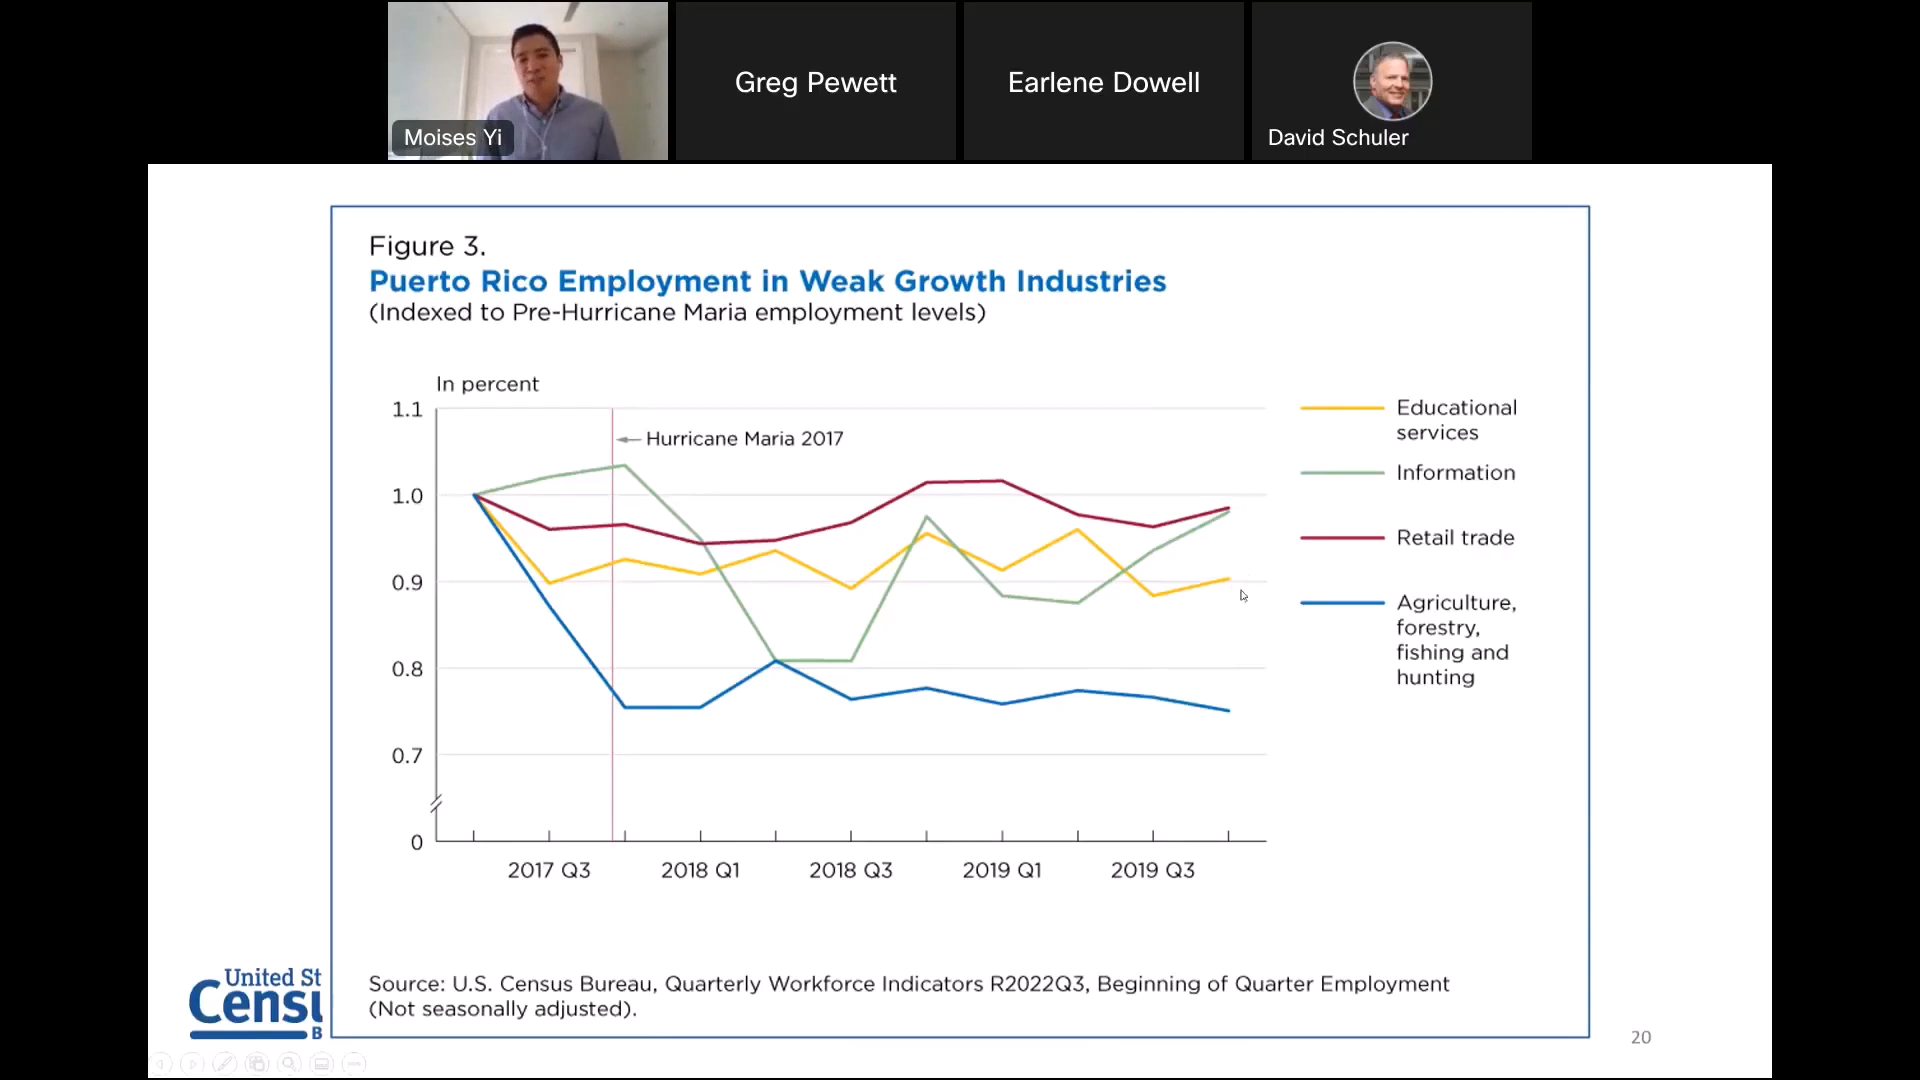 Moises Yi
Greg Pewett
Earlene Dowell
David Schuler
Figure 3.
Puerto Rico Employment in Weak Growth Industries
(Indexed to Pre-Hurricane Maria employment levels)
In percent
1.1
1.0
0.9
0.8
0.7
0
Hurricane Maria 2017
2017 Q3
2018 Q1
2018 Q3
2019 Q1
2019 Q3
Educational
services
Information
Retail trade
Agriculture,
forestry,
fishing and
hunting
Source: U.S. Census Bureau, Quarterly Workforce Indicators R2022Q3, Beginning of Quarter Employment
(Not seasonally adjusted).
United St
Censu
B
20